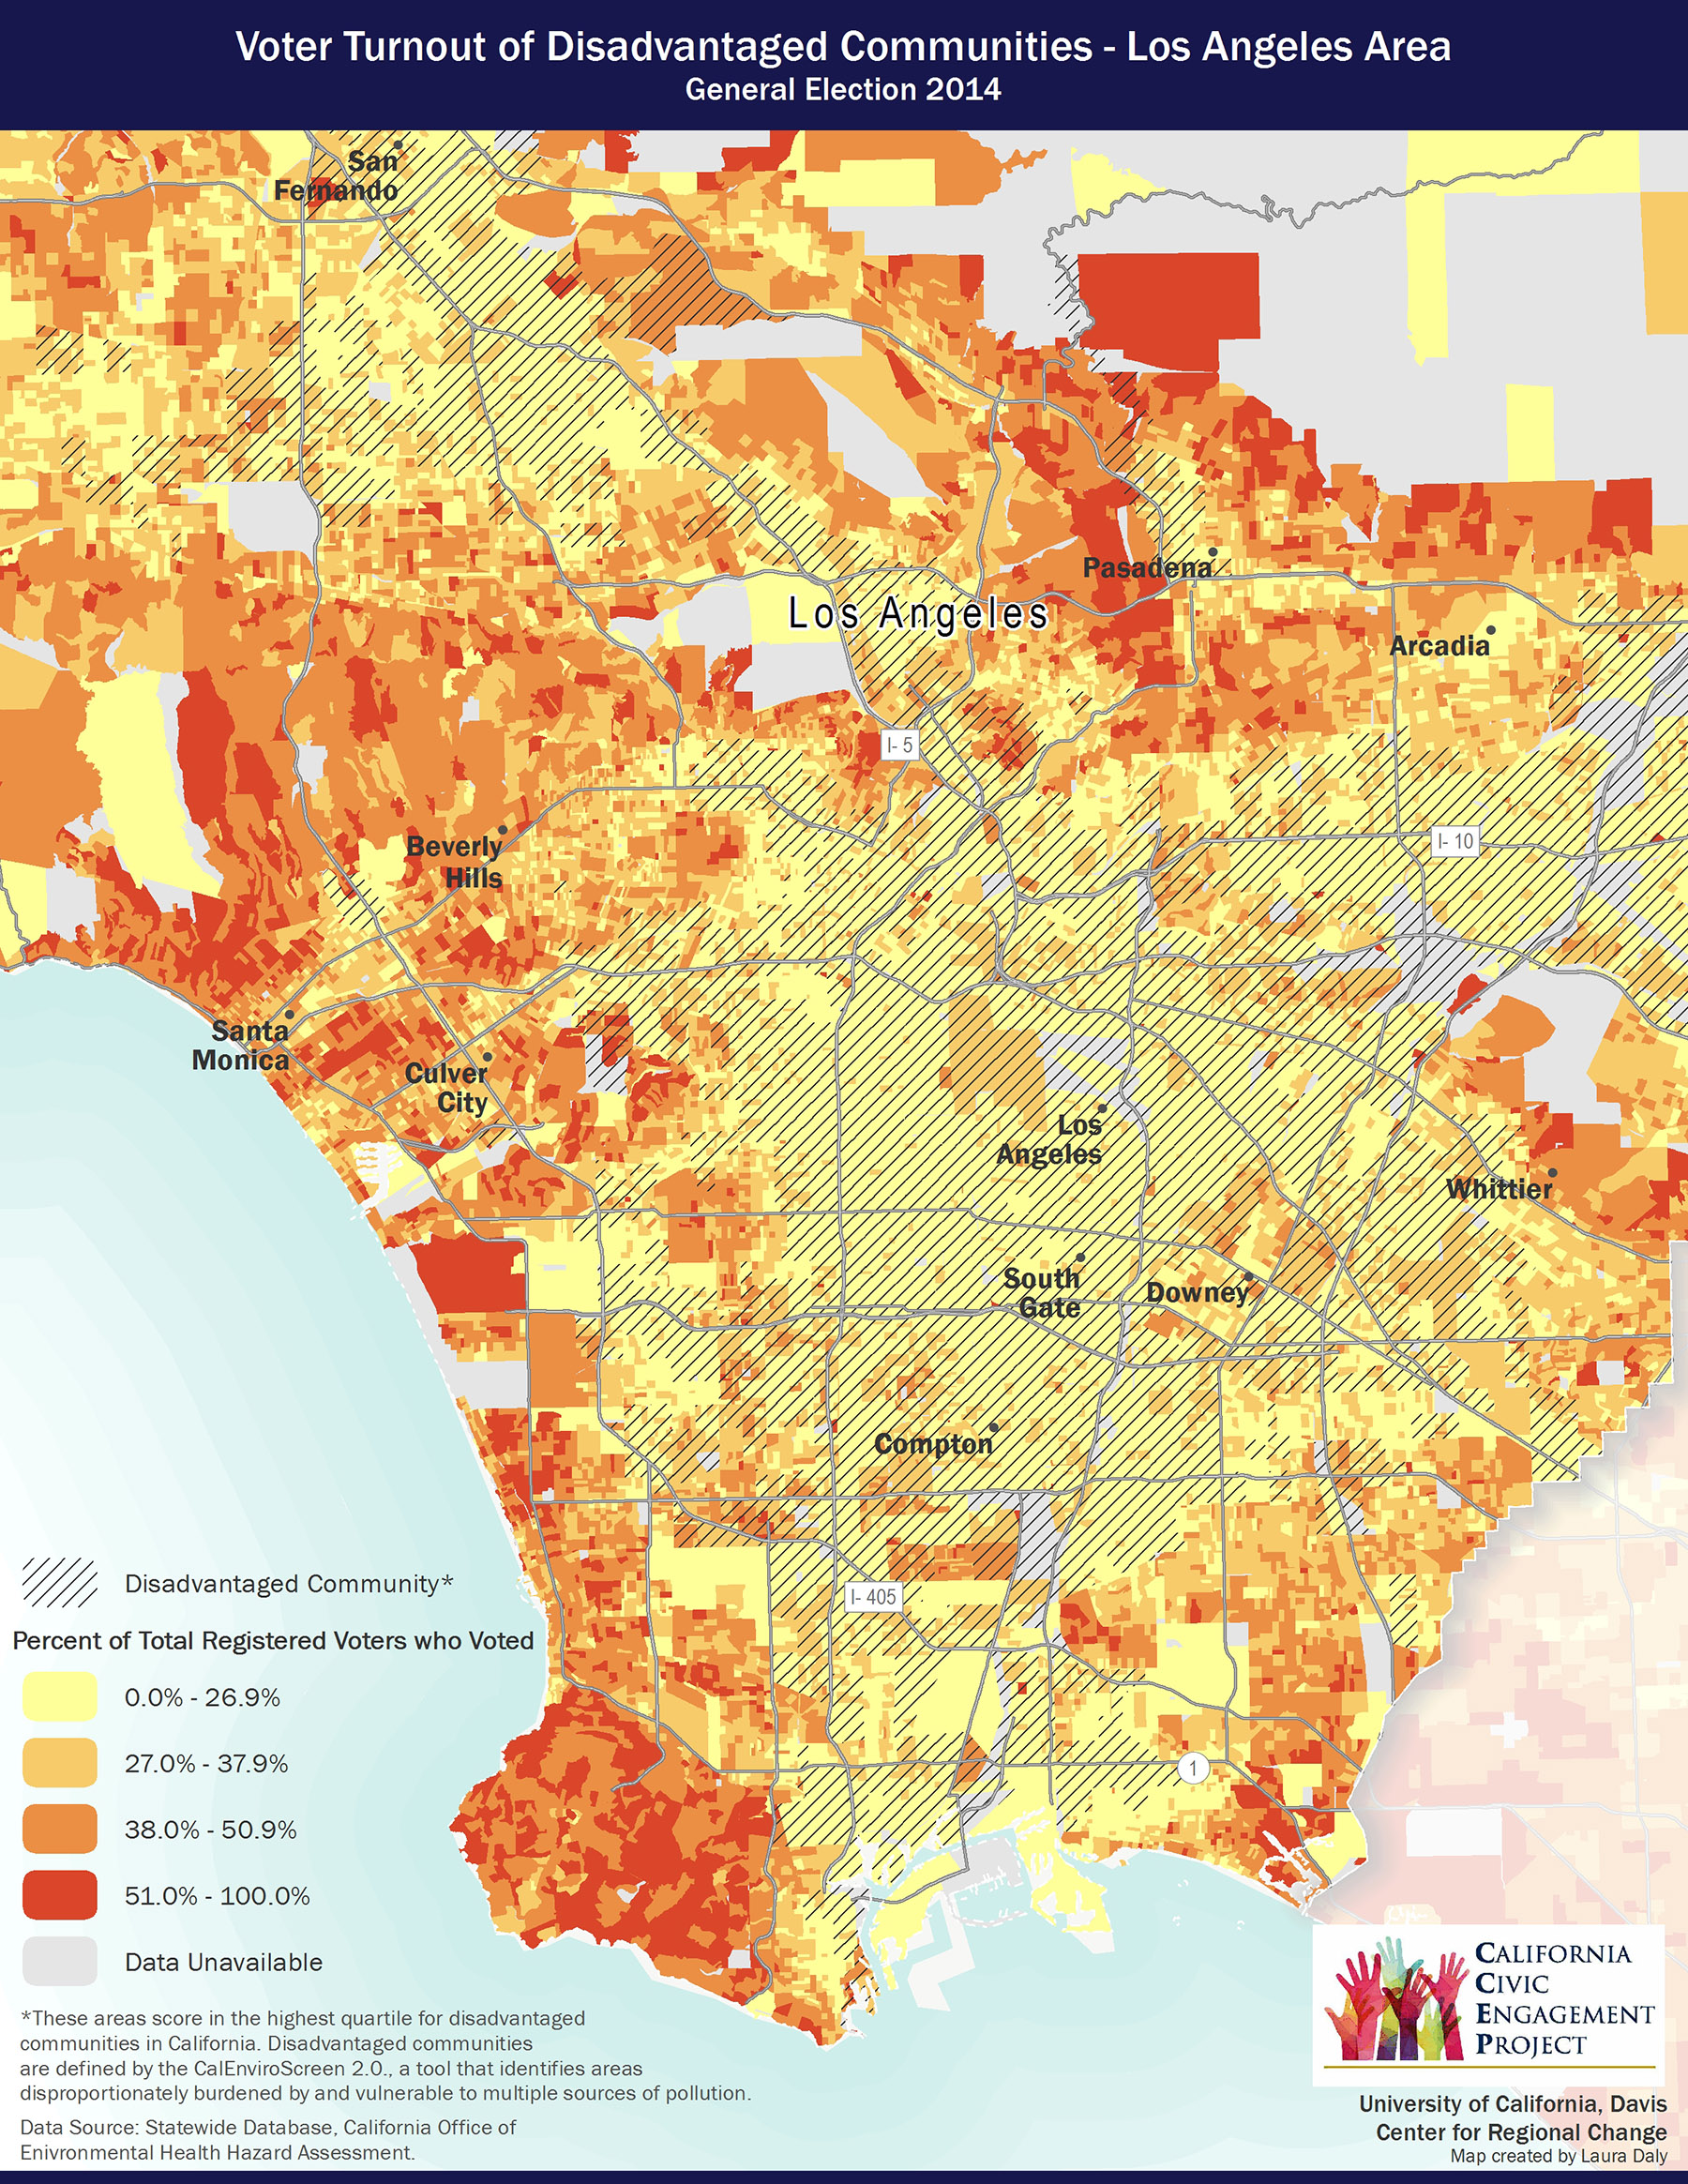 Voter Turnout of Disadvantaged Communities - Los Angeles Area
General Election 2014
San
Fernando
Pasadena
Los Angeles
Arcadia
I- 5
I- 10
Beverly
Hills
Santa
Monica
Culver
City
Los
Angeles
Whittier
South
Gate
Downey
Compton
I- 405
1
Disadvantaged Community*
Percent of Total Registered Voters who Voted
0.0% - 26.9%
27.0% - 37.9%
38.0% - 50.9%
51.0% - 100.0%
Data Unavailable
*These areas score in the highest quartile for disadvantaged
communities in California. Disadvantaged communities
are defined by the CalEnviroScreen 2.0., a tool that identifies areas
disproportionately burdened by and vulnerable to multiple sources of pollution.
Data Source: Statewide Database, California Office of
Enivronmental Health Hazard Assessment.
CALIFORNIA
CIVIC
ENGAGEMENT
PROJECT
University of California, Davis
Center for Regional Change
Map created by Laura Daly